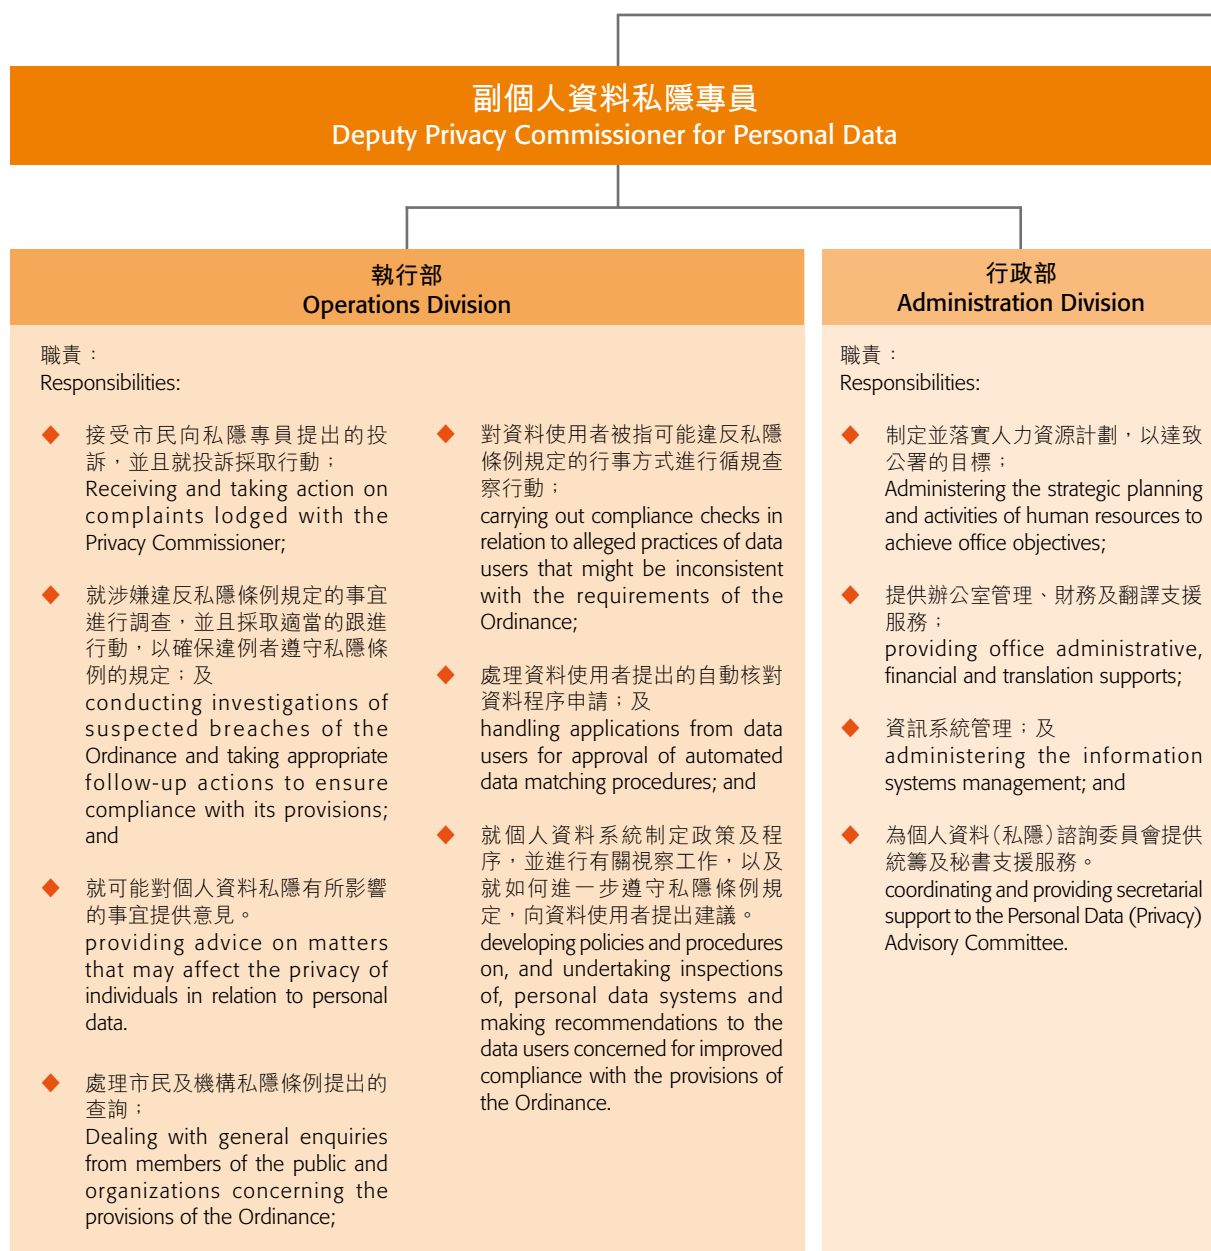 副個人資料私隱專員
Deputy Privacy Commissioner for Personal Data
執行部
Operations Division
職責：
Responsibilities:
◆ 接受市民向私隱專員提出的投
訴，並且就投訴採取行動；
Receiving and taking action on
complaints lodged with the
Privacy Commissioner;
◆ 就涉嫌違反私隱條例規定的事宜
進行調查，並且採取適當的跟進
行動，以確保違例者遵守私隱條
例的規定；及
conducting investigations of
suspected breaches of the
Ordinance and taking appropriate
follow-up actions to ensure
compliance with its provisions;
and
◆ 就可能對個人資料私隱有所影響
的事宜提供意見。
providing advice on matters
that may affect the privacy of
individuals in relation to personal
data.
◆ 處理市民及機構私隱條例提出的
查詢；
Dealing with general enquiries
from members of the public and
organizations concerning the
provisions of the Ordinance;
◆ 對資料使用者被指可能違反私隱
條例規定的行事方式進行循規查
察行動；
carrying out compliance checks in
relation to alleged practices of data
users that might be inconsistent
with the requirements of the
Ordinance;
◆ 處理資料使用者提出的自動核對
資料程序申請；及
handling applications from data
users for approval of automated
data matching procedures; and
◆ 就個人資料系統制定政策及程
序，並進行有關視察工作，以及
就如何進一步遵守私隱條例規
定，向資料使用者提出建議。
developing policies and procedures
on, and undertaking inspections
of, personal data systems and
making recommendations to the
data users concerned for improved
compliance with the provisions of
the Ordinance.
行政部
Administration Division
職責：
Responsibilities:
◆ 制定並落實人力資源計劃，以達致
公署的目標；
Administering the strategic planning
and activities of human resources to
achieve office objectives;
◆ 提供辦公室管理、財務及翻譯支援
服務；
providing office administrative,
financial and translation supports;
◆ 資訊系統管理；及
administering the information
systems management; and
◆ 為個人資料（私隱）諮詢委員會提供
統籌及秘書支援服務。
coordinating and providing secretarial
support to the Personal Data (Privacy)
Advisory Committee.